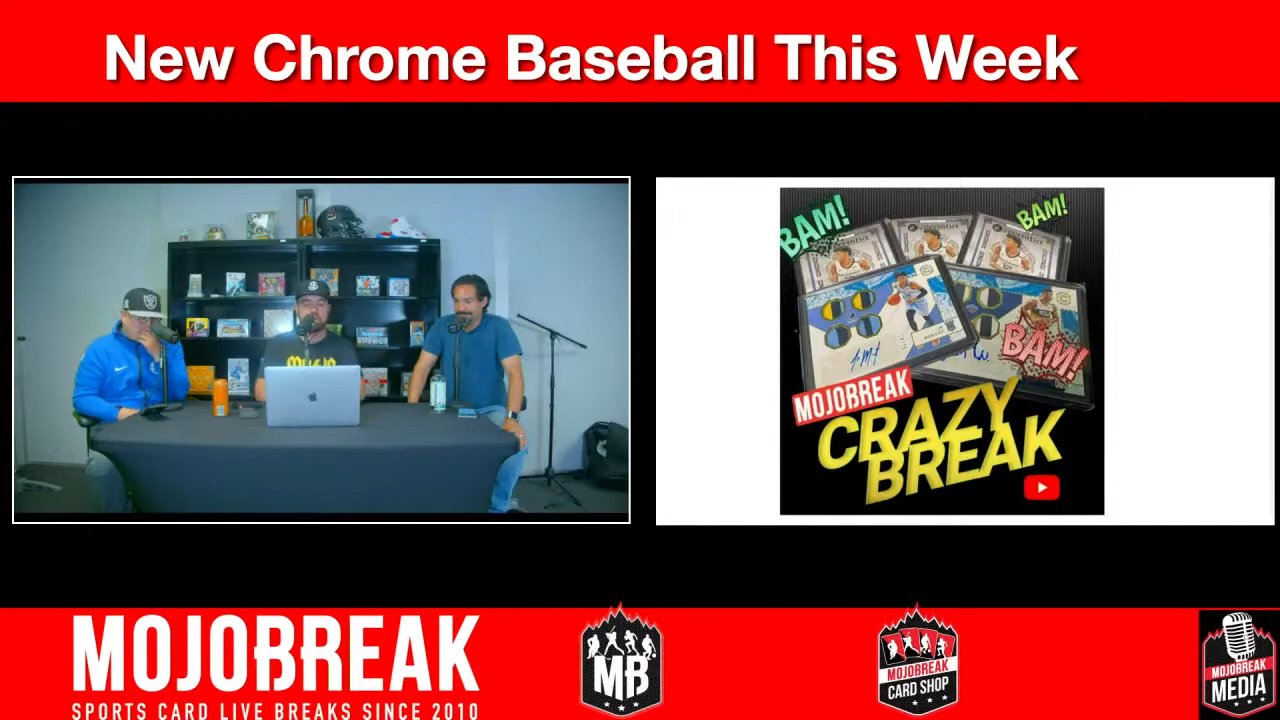 New Chrome Baseball This Week
BAM!
BAM!
BAM!
MOJOBREAK
CRAZY
BREAK
MOJOBREAK
SPORTS CARD LIVE BREAKS SINCE 2010
MB
MOJOBREAK
CARD SHOP
MOJOBREAK
MEDIA